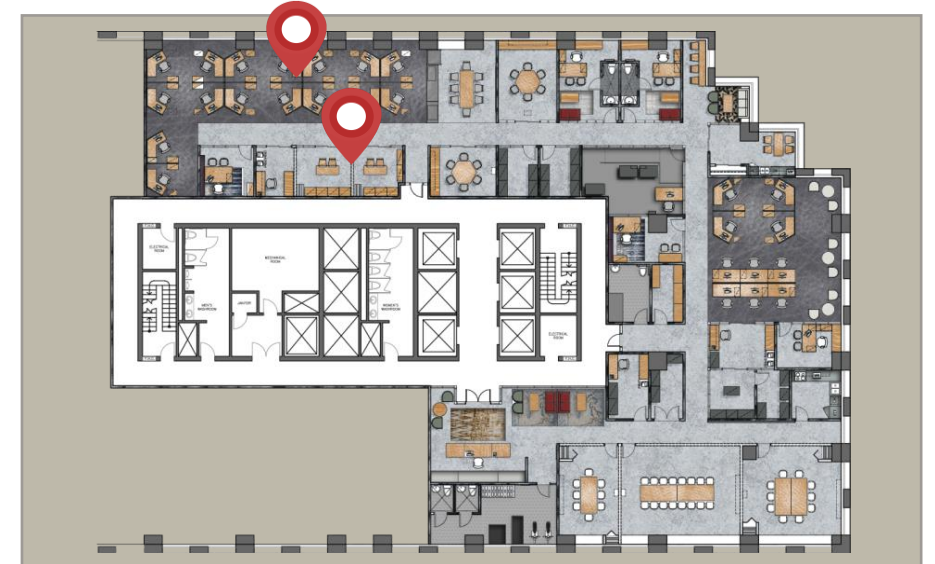 ELECTRICAL
ROOM
MEN'S
WASHROOM
MECHANICAL
ROOM
JANITOR
WOMEN'S
WASHROOM
ELECTRICAL
ROOM